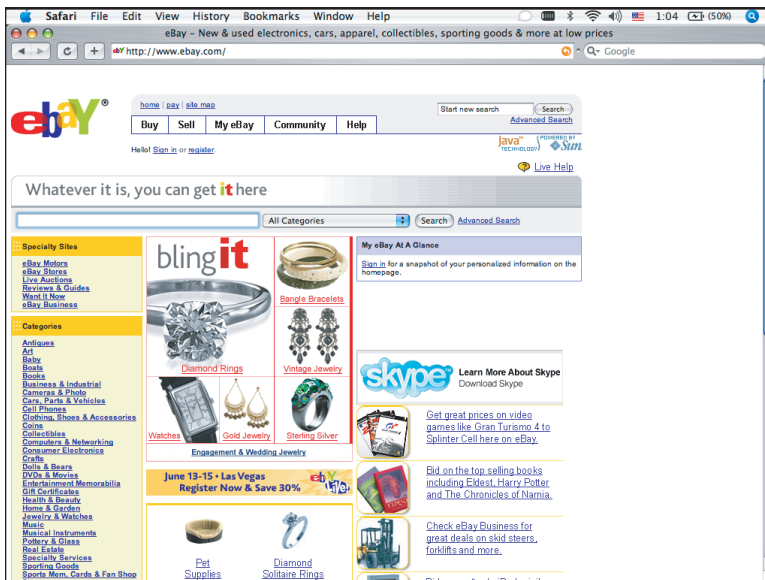 Safari File Edit View History Bookmarks Window Help 1:04 (50%)
eBay – New & used electronics, cars, apparel, collectibles, sporting goods & more at low prices
http://www.ebay.com/ Google
ebY®
home | pay | site map
Start new search Search
Advanced Search
Buy Sell My eBay Community Help
Hello! Sign in or register.
Java™ TECHNOLOGY POWERED BY Sun
Live Help
Whatever it is, you can get it here
All Categories Search Advanced Search
Specialty Sites
eBay Motors
eBay Stores
Live Auctions
Reviews & Guides
Want It Now
eBay Business
Categories
Antiques
Art
Baby
Boats
Books
Business & Industrial
Cameras & Photo
Cars, Parts & Vehicles
Cell Phones
Clothing, Shoes & Accessories
Coins
Collectibles
Computers & Networking
Consumer Electronics
Crafts
Dolls & Bears
DVDs & Movies
Entertainment Memorabilia
Gift Certificates
Health & Beauty
Home & Garden
Jewelry & Watches
Music
Musical Instruments
Pottery & Glass
Real Estate
Specialty Services
Sporting Goods
Sports Mem, Cards & Fan Shop
bling it
Bangle Bracelets
Diamond Rings
Vintage Jewelry
Watches
Gold Jewelry
Sterling Silver
Engagement & Wedding Jewelry
June 13-15 • Las Vegas
Register Now & Save 30%
ebay Live!
Pet
Supplies
Diamond
Solitaire Rings
My eBay At A Glance
Sign in for a snapshot of your personalized information on the
homepage.
skype™
Learn More About Skype
Download Skype
Get great prices on video
games like Gran Turismo 4 to
Splinter Cell here on eBay.
Bid on the top selling books
including Eldest, Harry Potter
and The Chronicles of Narnia.
Check eBay Business for
great deals on skid steers,
forklifts and more.